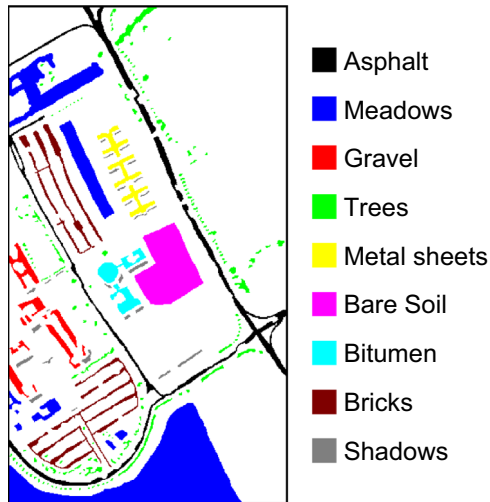 Asphalt
Meadows
Gravel
Trees
Metal sheets
Bare Soil
Bitumen
Bricks
Shadows